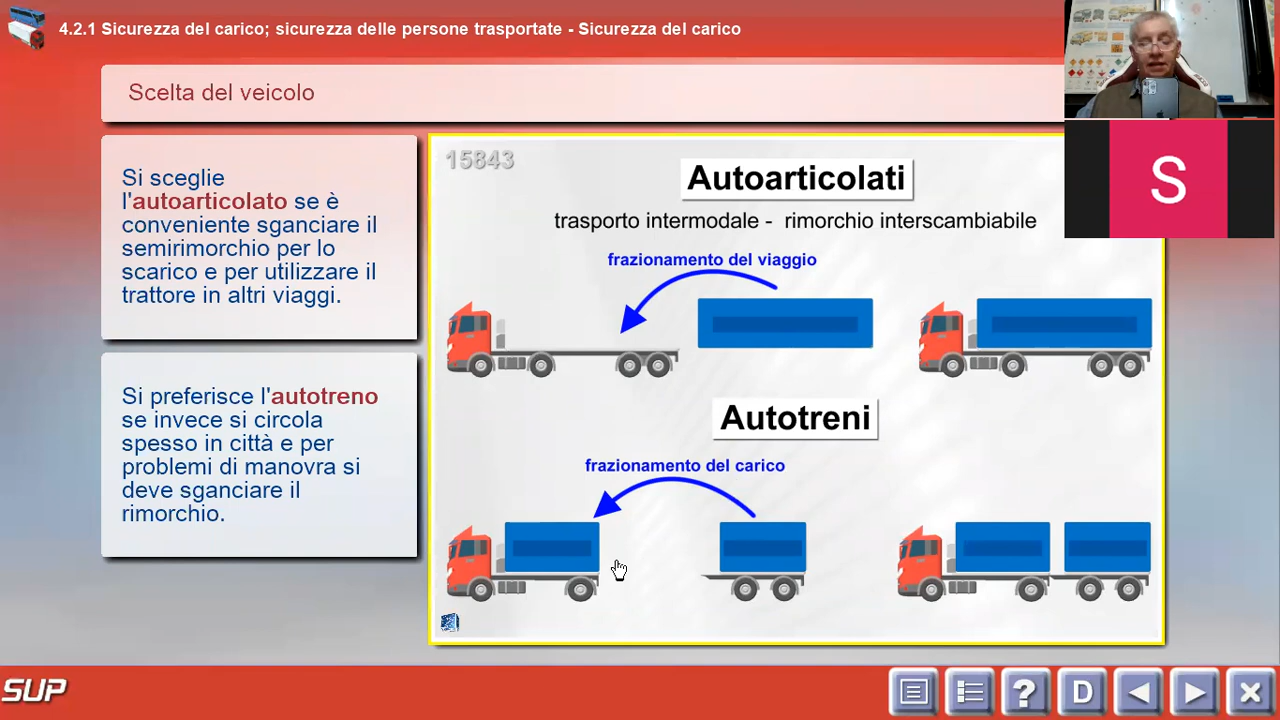 4.2.1 Sicurezza del carico; sicurezza delle persone trasportate - Sicurezza del carico
Scelta del veicolo
Si sceglie
l'autoarticolato se è
conveniente sganciare il
semirimorchio per lo
scarico e per utilizzare il
trattore in altri viaggi.
Si preferisce l'autotreno
se invece si circola
spesso in città e per
problemi di manovra si
deve sganciare il
rimorchio.
15843
Autoarticolati
trasporto intermodale - rimorchio interscambiabile
frazionamento del viaggio
Autotreni
frazionamento del carico
S
SUP
?
D